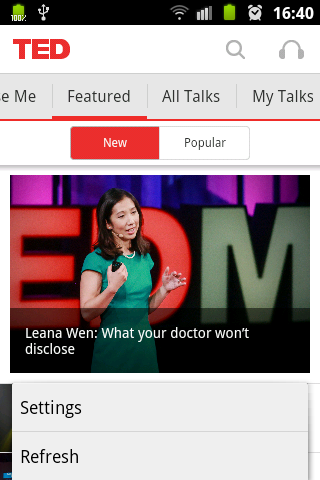 100% 16:40
TED
se Me Featured All Talks My Talks
New Popular
EDM
Leana Wen: What your doctor won't
disclose
Settings
Refresh